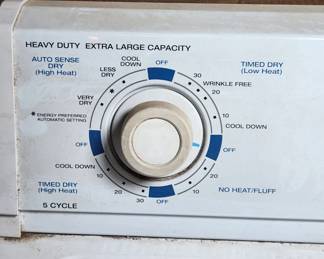 HEAVY DUTY EXTRA LARGE CAPACITY
AUTO SENSE
DRY
(High Heat)
COOL
DOWN
OFF
TIMED DRY
(Low Heat)
LESS
DRY
30
WRINKLE FREE
20
VERY
DRY
*
10
* ENERGY PREFERRED
AUTOMATIC SETTING
COOL DOWN
OFF
OFF
COOL DOWN
10
TIMED DRY
(High Heat)
20
30
OFF
20
10
NO HEAT/FLUFF
5 CYCLE